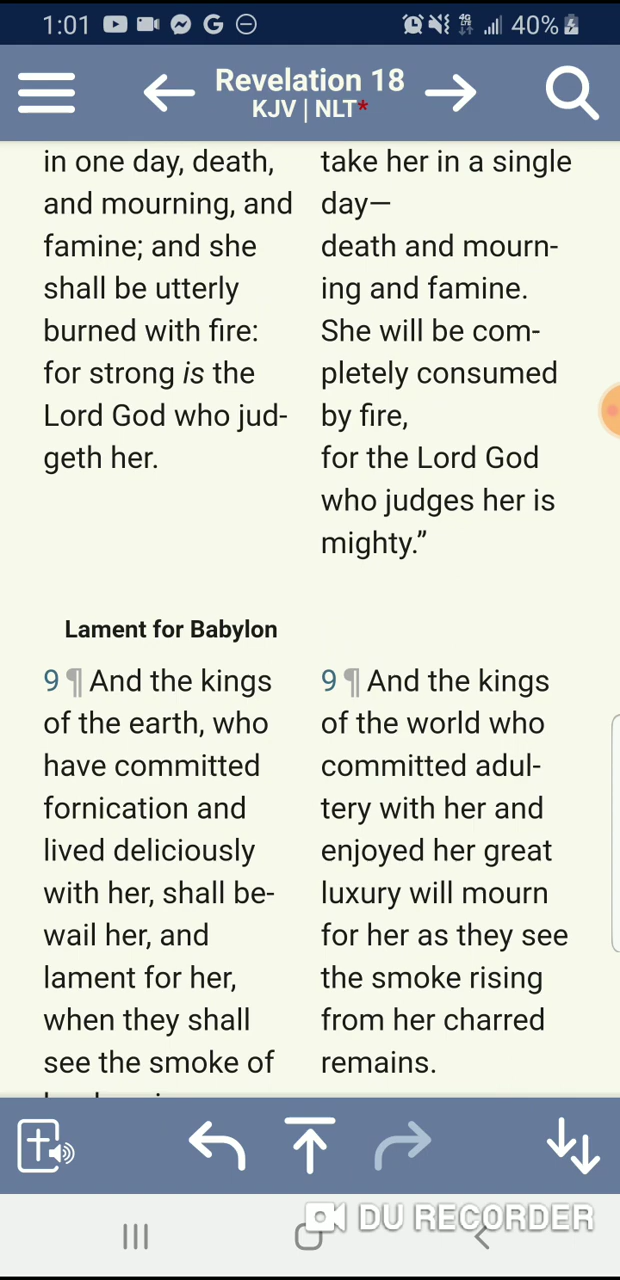 1:01
40%
Revelation 18
KJV | NLT*
in one day, death,
and mourning, and
famine; and she
shall be utterly
burned with fire:
for strong is the
Lord God who jud-
geth her.
take her in a single
day—
death and mourn-
ing and famine.
She will be com-
pletely consumed
by fire,
for the Lord God
who judges her is
mighty.”
Lament for Babylon
9 ¶ And the kings
of the earth, who
have committed
fornication and
lived deliciously
with her, shall be-
wail her, and
lament for her,
when they shall
see the smoke of
9 ¶ And the kings
of the world who
committed adul-
tery with her and
enjoyed her great
luxury will mourn
for her as they see
the smoke rising
from her charred
remains.
DU RECORDER